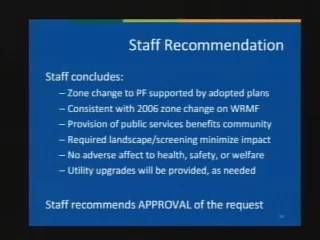 Staff Recommendation
Staff concludes:
– Zone change to PF supported by adopted plans
– Consistent with 2006 zone change on WRMF
– Provision of public services benefits community
– Required landscape/screening minimize impact
– No adverse affect to health, safety, or welfare
– Utility upgrades will be provided, as needed
Staff recommends APPROVAL of the request